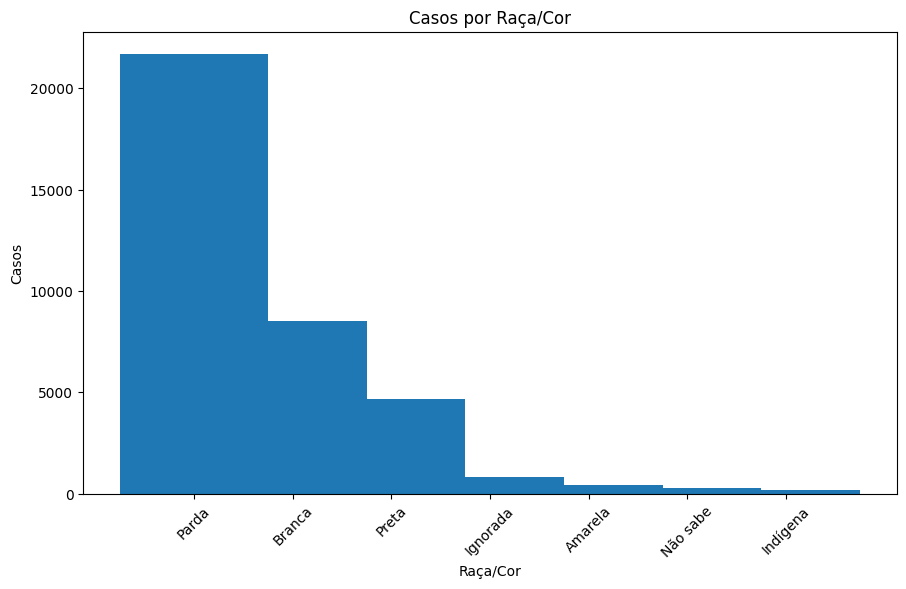 Casos por Raça/Cor
20000
15000
10000
5000
0
Casos
Parda
Branca
Preta
Ignorada
Amarela
Não sabe
Indígena
Raça/Cor